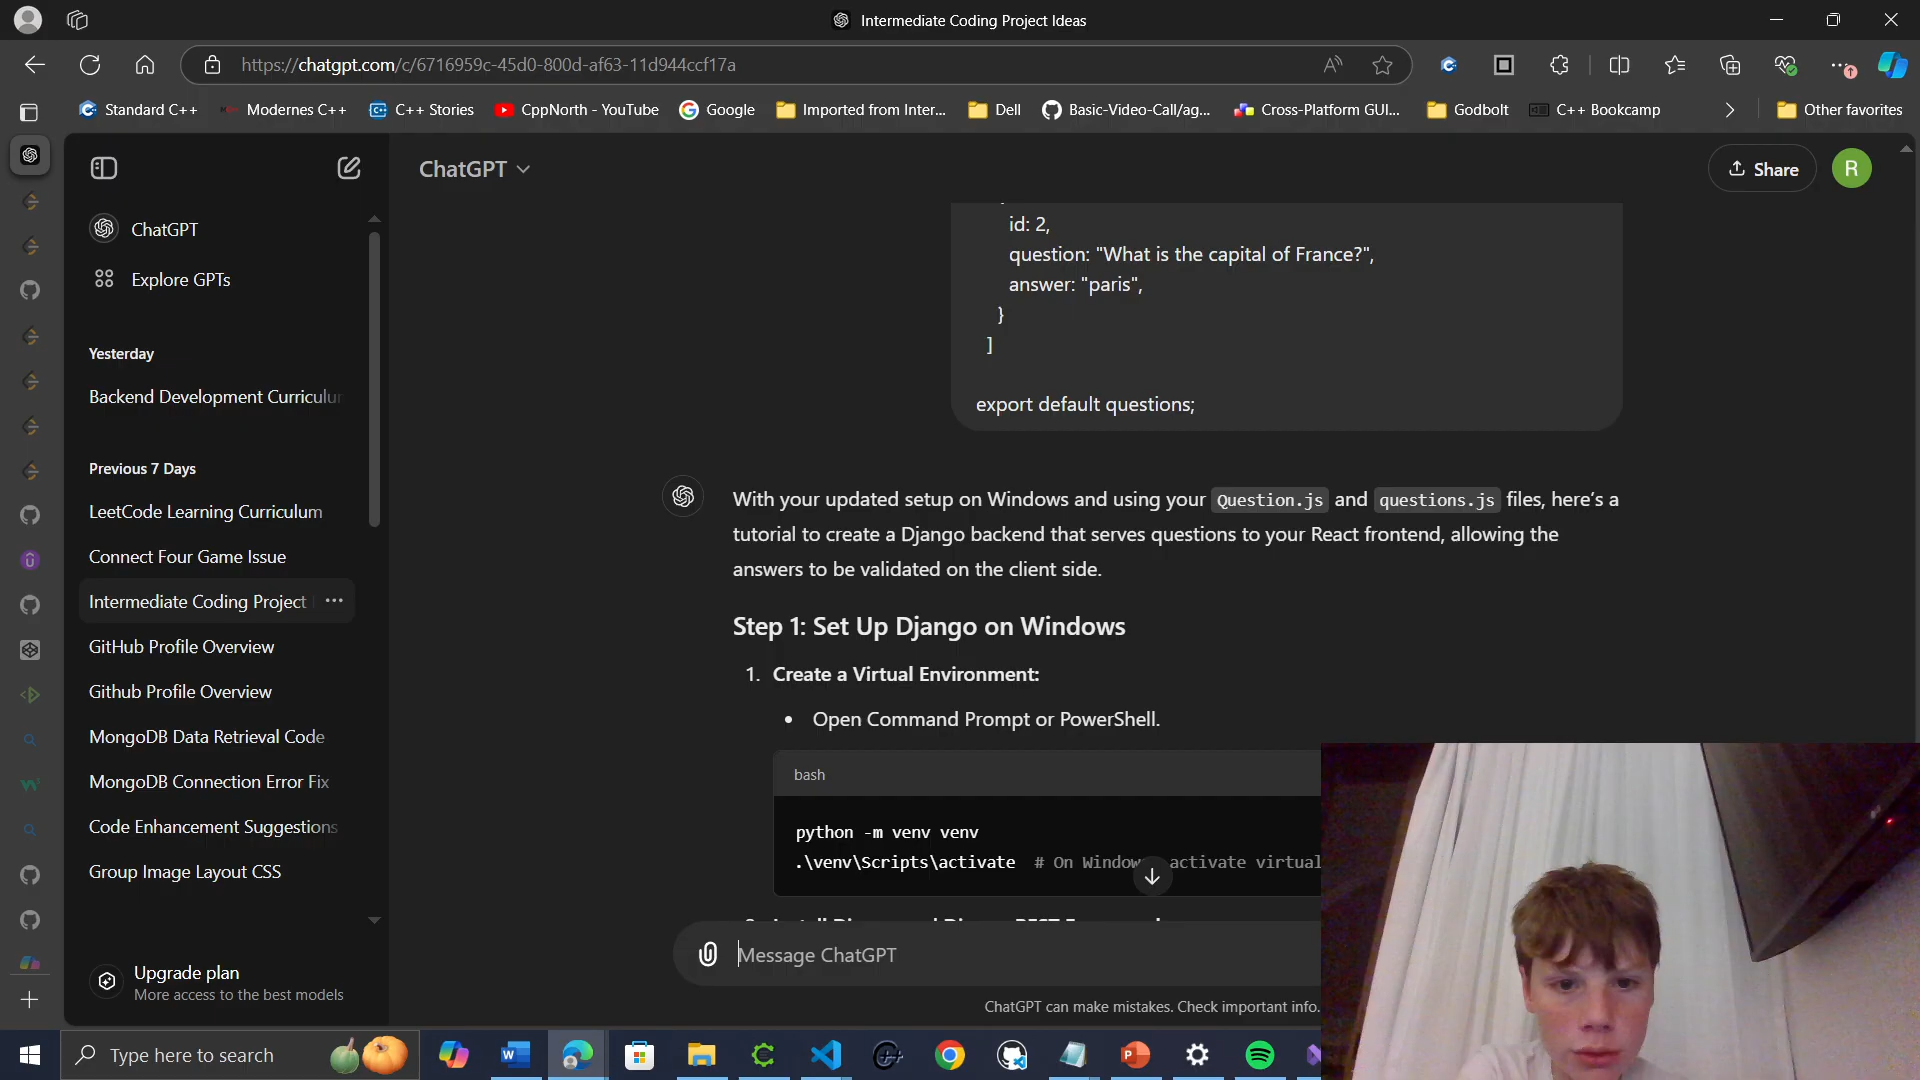 Intermediate Coding Project Ideas
https://chatgpt.com/c/6716959c-45d0-800d-af63-11d944ccf17a
Standard C++
Modernes C++
C++ Stories
CppNorth - YouTube
Google
Imported from Inter...
Dell
Basic-Video-Call/ag...
Cross-Platform GUI...
Godbolt
C++ Bookcamp
Other favorites
ChatGPT
Explore GPTs
Yesterday
Backend Development Curriculur
Previous 7 Days
LeetCode Learning Curriculum
Connect Four Game Issue
Intermediate Coding Project
GitHub Profile Overview
Github Profile Overview
MongoDB Data Retrieval Code
MongoDB Connection Error Fix
Code Enhancement Suggestions
Group Image Layout CSS
Upgrade plan
More access to the best models
ChatGPT
Share
R
id: 2,
question: "What is the capital of France?",
answer: "paris",
}
]
export default questions;
With your updated setup on Windows and using your Question.js and questions.js files, here's a
tutorial to create a Django backend that serves questions to your React frontend, allowing the
answers to be validated on the client side.
Step 1: Set Up Django on Windows
1. Create a Virtual Environment:
• Open Command Prompt or PowerShell.
bash
python -m venv venv
.\venv\Scripts\activate # On Window activate virtual
Message ChatGPT
ChatGPT can make mistakes. Check important info.
Type here to search